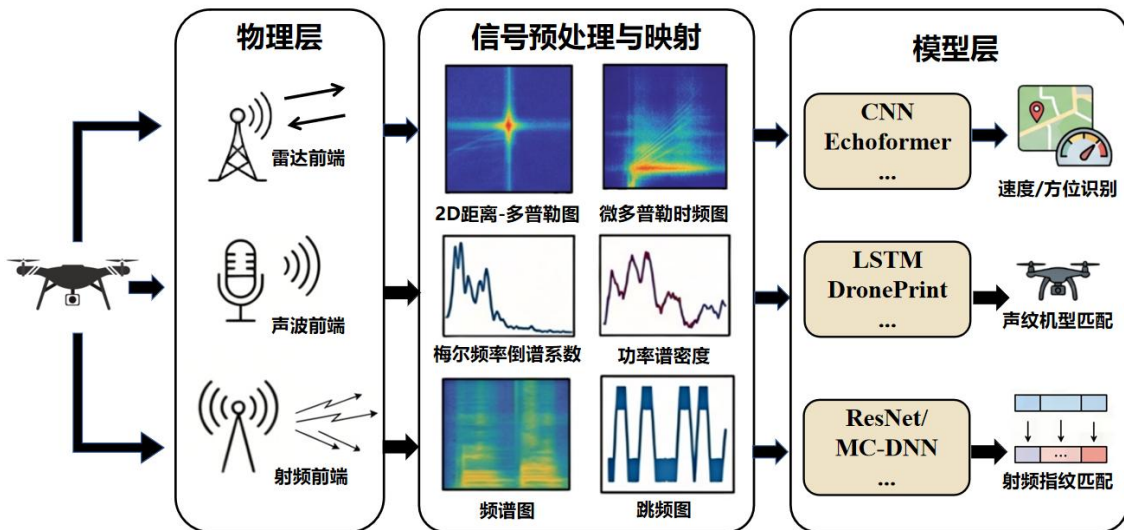 物理层
信号预处理与映射
模型层
雷达前端
2D距离-多普勒图
微多普勒时频图
CNN
Echoformer
...
速度/方位识别
声波前端
梅尔频率倒谱系数
功率谱密度
LSTM
DronePrint
...
声纹机型匹配
射频前端
频谱图
跳频图
ResNet/
MC-DNN
...
...
射频指纹匹配